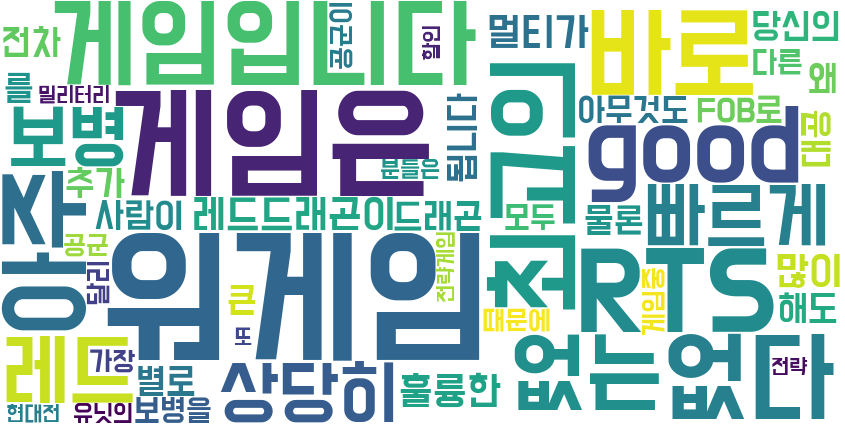 전차
게임입니다
공군이
할인
멀티가
바로
당신의
다른
왜
를
밀리터리
보병
게임은
됩니다
최고의
아무것도
FOB로
good
공대
추가
분들은
장
사람이
레드드래곤이
드래곤
모두
물론
빠르게
하
공군
달리
워게임
전략게임
큰
또
때문에
RTS
게임중
많이
해도
레드
가장
별로
상당히
훌륭한
없는
없다
전략
현대전
유닛의
보병을